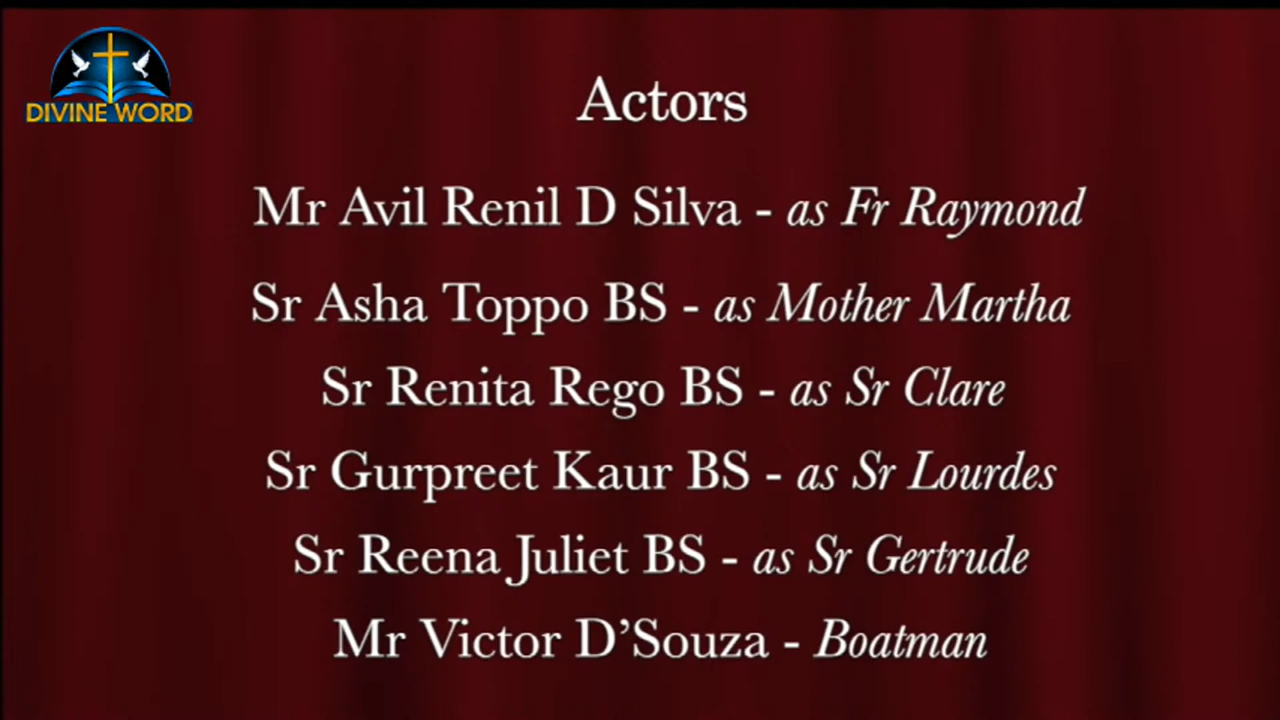 DIVINE WORD
Actors
Mr Avil Renil D Silva - as Fr Raymond
Sr Asha Toppo BS - as Mother Martha
Sr Renita Rego BS - as Sr Clare
Sr Gurpreet Kaur BS - as Sr Lourdes
Sr Reena Juliet BS - as Sr Gertrude
Mr Victor D’Souza - Boatman